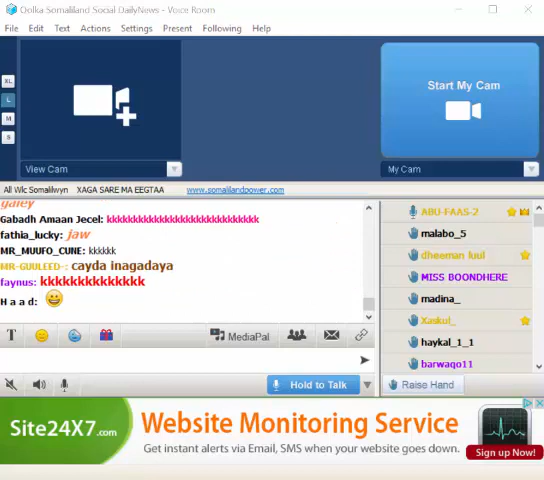 Qolka Somaliland Social DailyNews - Voice Room
File Edit Text Actions Settings Present Following Help
XL
L
M
S
View Cam
Start My Cam
My Cam
All Wlc Somalilwyn XAGA SARE MA EEGTAA www.somalilandpower.com
galey
Gabadh Amaan Jecel: kkkkkkkkkkkkkkkkkkkkkkkkkkkkk
fathia_lucky: jaw
MR_MUUFO_CUNE: kkkkkk
MR-GUULEED-: cayda inagadaya
faynus: kkkkkkkkkkkkkk
H a a d:
ABU-FAAS-2
malabo_5
dheeman luul
MISS BOONDHERE
madina_
Xaskul_
haykal_1_1
barwaqo11
T
MediaPal
Hold to Talk
Raise Hand
Site24X7.com
Website Monitoring Service
Get instant alerts via Email, SMS when your website goes down.
Sign up Now!